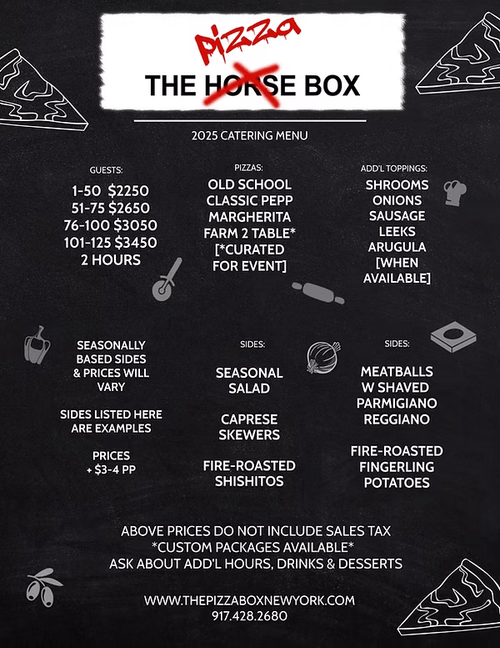 pizza
THE HORSE BOX
2025 CATERING MENU
GUESTS:
1-50 $2250
51-75 $2650
76-100 $3050
101-125 $3450
2 HOURS
PIZZAS:
OLD SCHOOL
CLASSIC PEPP
MARGHERITA
FARM 2 TABLE*
[*CURATED
FOR EVENT]
ADD'L TOPPINGS:
SHROOMS
ONIONS
SAUSAGE
LEEKS
ARUGULA
[WHEN
AVAILABLE]
SEASONALLY
BASED SIDES
& PRICES WILL
VARY
SIDES LISTED HERE
ARE EXAMPLES
PRICES
+ $3-4 PP
SIDES:
SEASONAL
SALAD
CAPRESE
SKEWERS
FIRE-ROASTED
SHISHITOS
SIDES:
MEATBALLS
W SHAVED
PARMIGIANO
REGGIANO
FIRE-ROASTED
FINGERLING
POTATOES
ABOVE PRICES DO NOT INCLUDE SALES TAX
*CUSTOM PACKAGES AVAILABLE*
ASK ABOUT ADD'L HOURS, DRINKS & DESSERTS
WWW.THEPIZZABOXNEWYORK.COM
917.428.2680